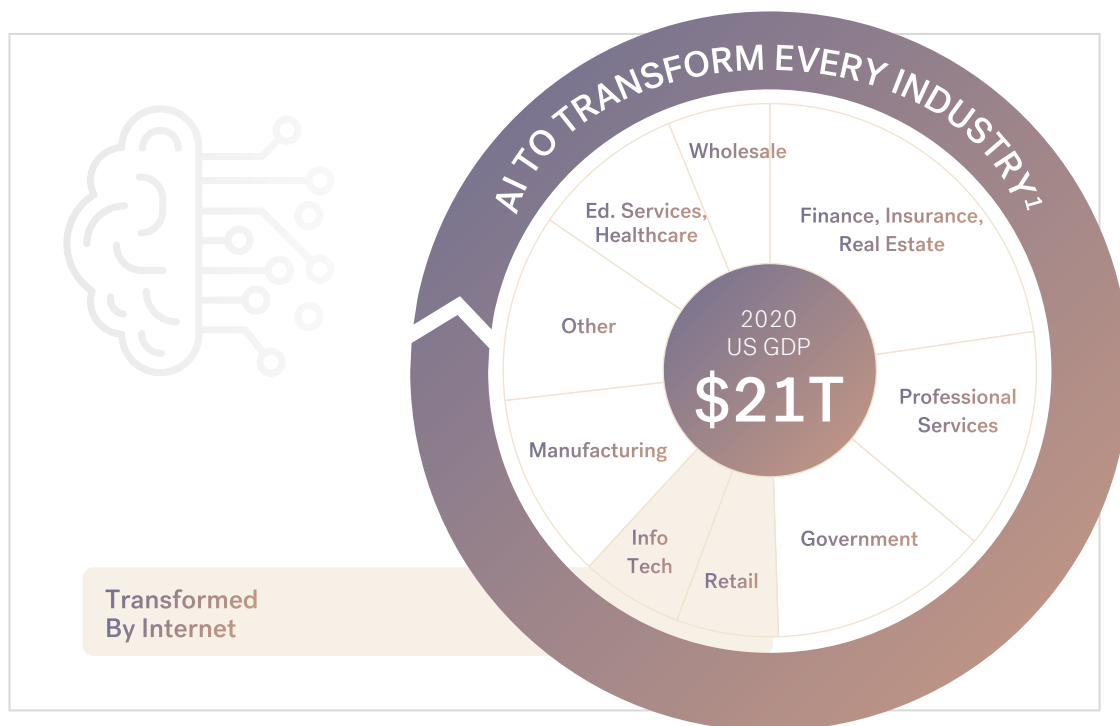 AI TO TRANSFORM EVERY INDUSTRY1
Wholesale
Finance, Insurance,
Real Estate
Ed. Services,
Healthcare
Other
2020
US GDP
$21T
Professional
Services
Manufacturing
Info
Tech
Retail
Government
Transformed
By Internet